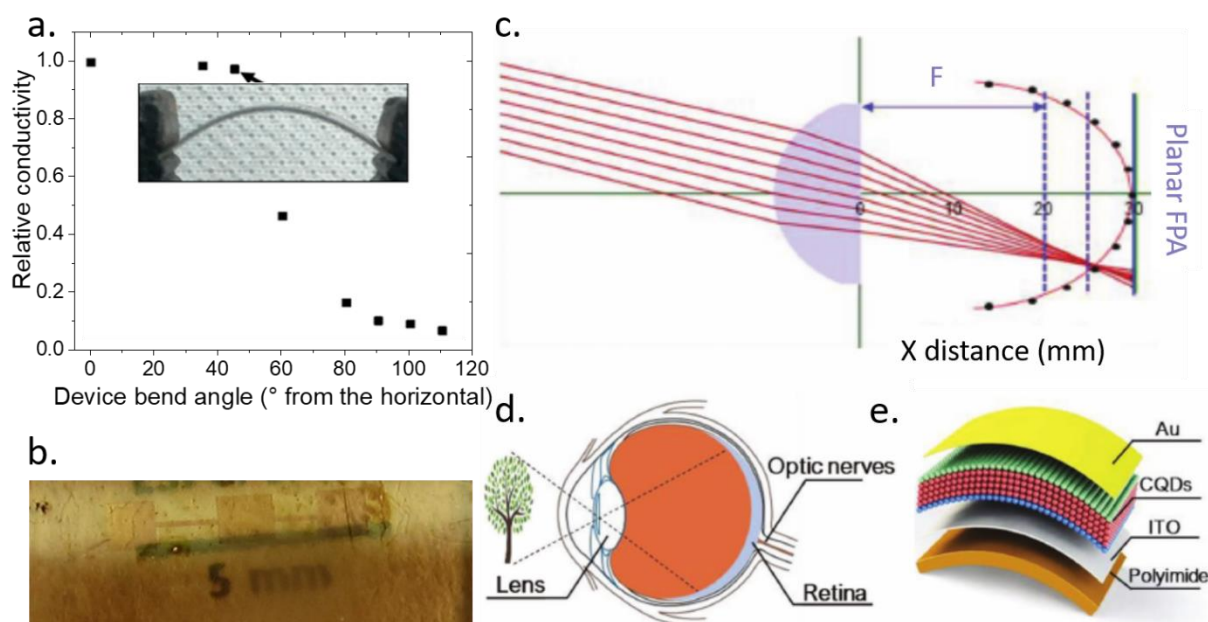 a.
1.0
0.8
0.6
0.4
0.2
0.0
Relative conductivity
0 20 40 60 80 100 120
Device bend angle (° from the horizontal)
b.
5 mm
c.
F
0 10 20 30
Planar FPA
X distance (mm)
d.
Optic nerves
Lens
Retina
e.
Au
CQDs
ITO
Polyimide